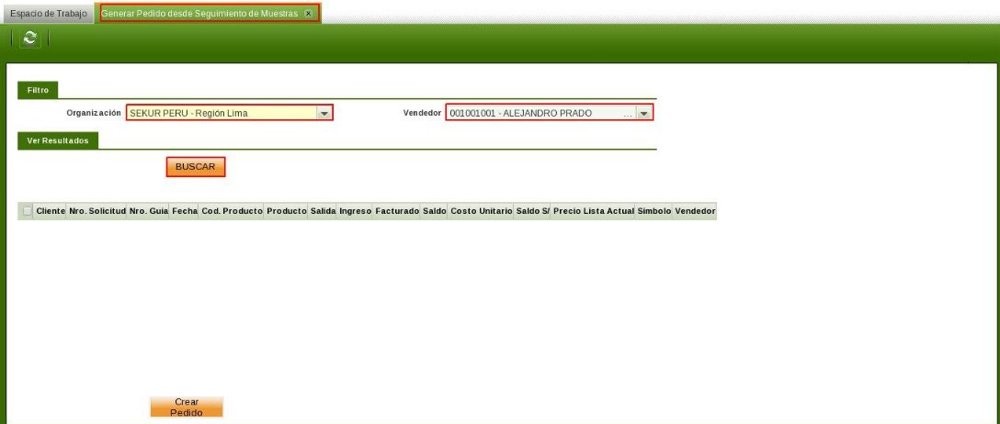 Espacio de Trabajo Generar Pedido desde Seguimiento de Muestras x
Filtro
Organización SEKUR PERU - Región Lima Vendedor 001001001 - ALEJANDRO PRADO ...
Ver Resultados
BUSCAR
Cliente Nro. Solicitud Nro. Guia Fecha Cod. Producto Producto Salida Ingreso Facturado Saldo Costo Unitario Saldo S/ Precio Lista Actual Simbolo Vendedor
Crear
Pedido